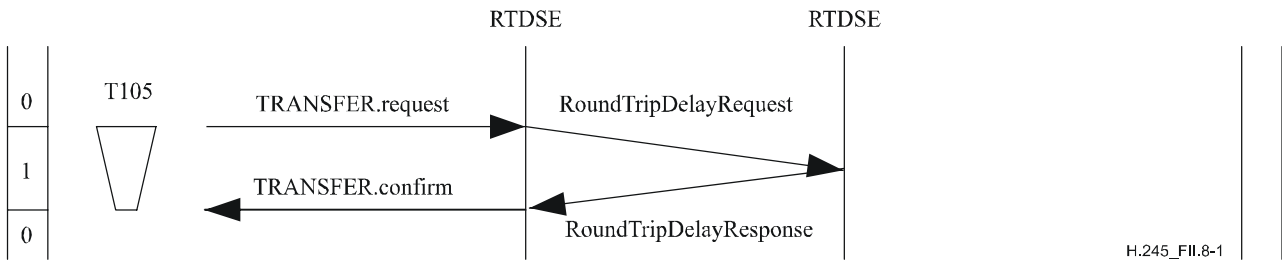 RTDSE RTDSE
0
T105
TRANSFER.request
RoundTripDelayRequest
1
TRANSFER.confirm
RoundTripDelayResponse
0
H.245_FII.8-1